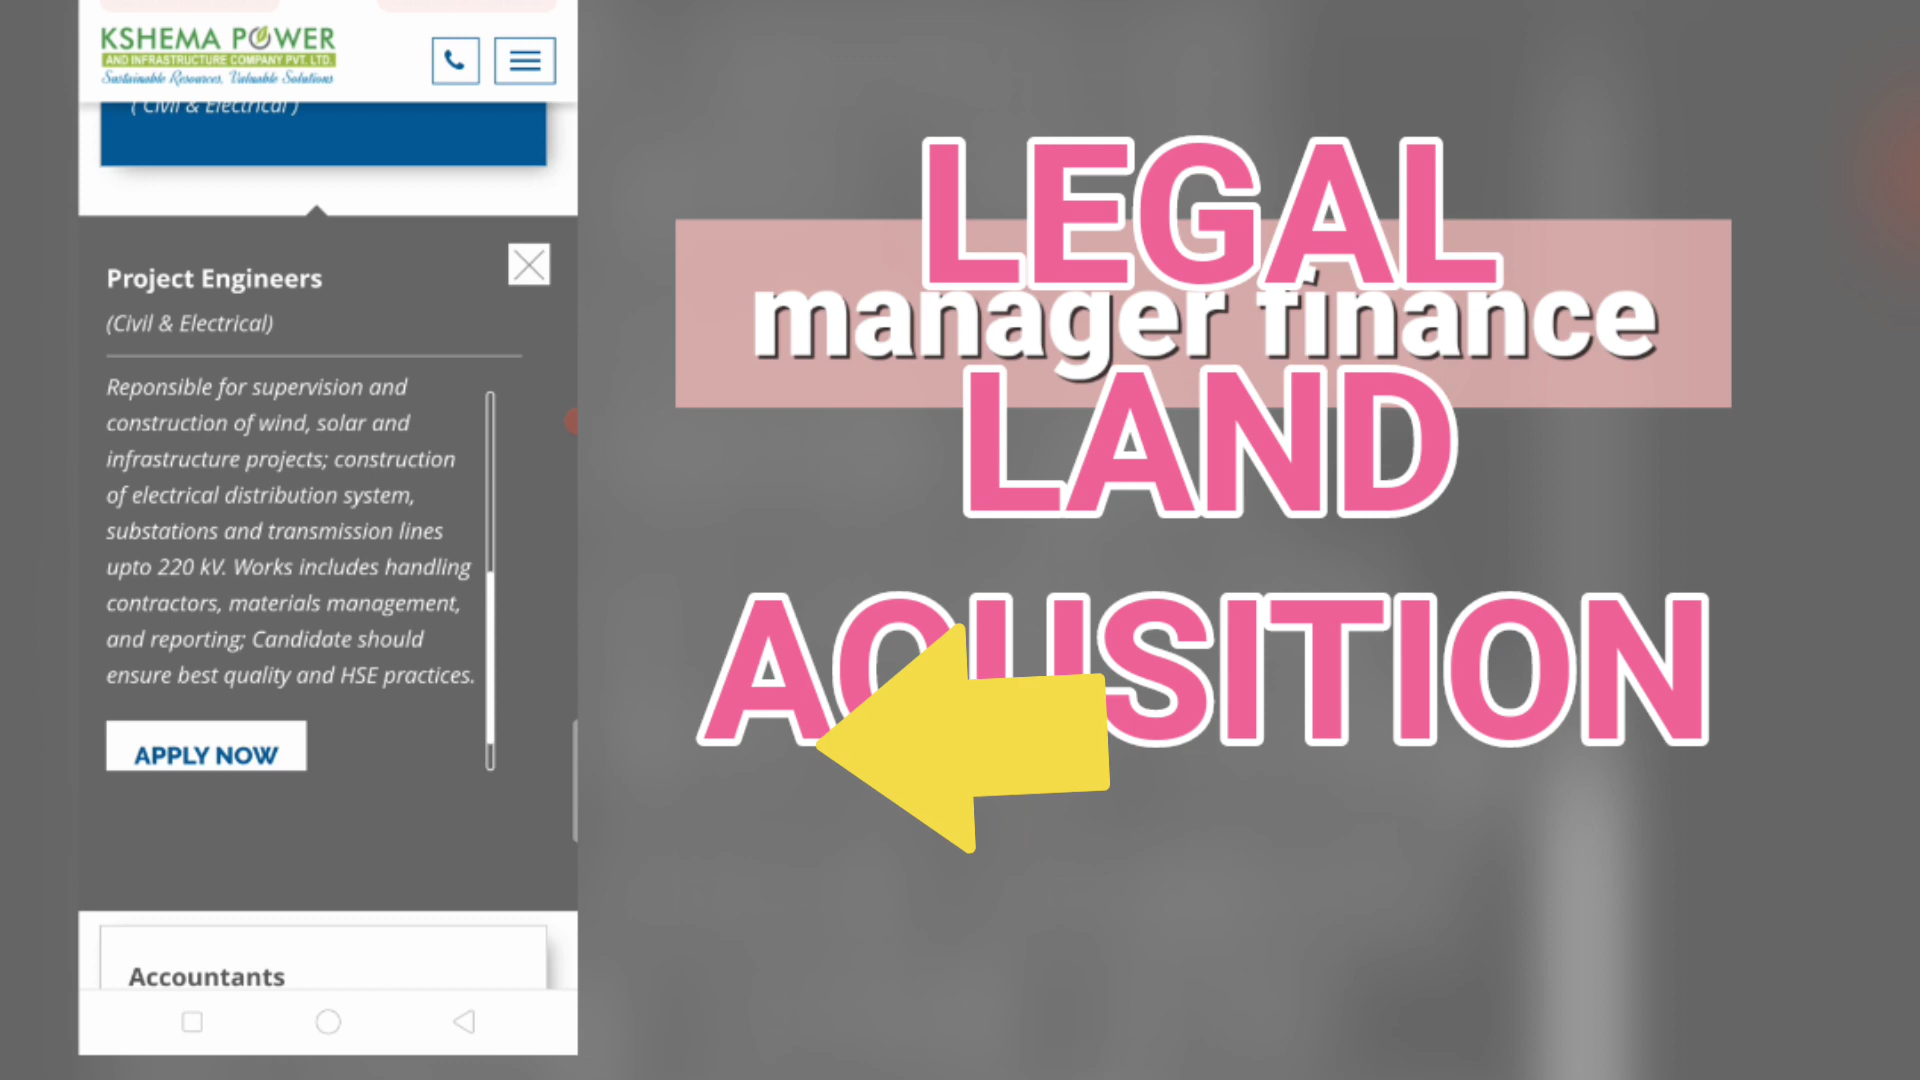 KSHEMA POWER
AND INFRASTRUCTURE COMPANY PVT. LTD.
Sustainable Resources, Valuable Solutions
( Civil & Electrical )
Project Engineers
(Civil & Electrical)
Reponsible for supervision and
construction of wind, solar and
infrastructure projects; construction
of electrical distribution system,
substations and transmission lines
upto 220 kV. Works includes handling
contractors, materials management,
and reporting; Candidate should
ensure best quality and HSE practices.
APPLY NOW
Accountants
LEGAL
manager finance
LAND
AQUSITION